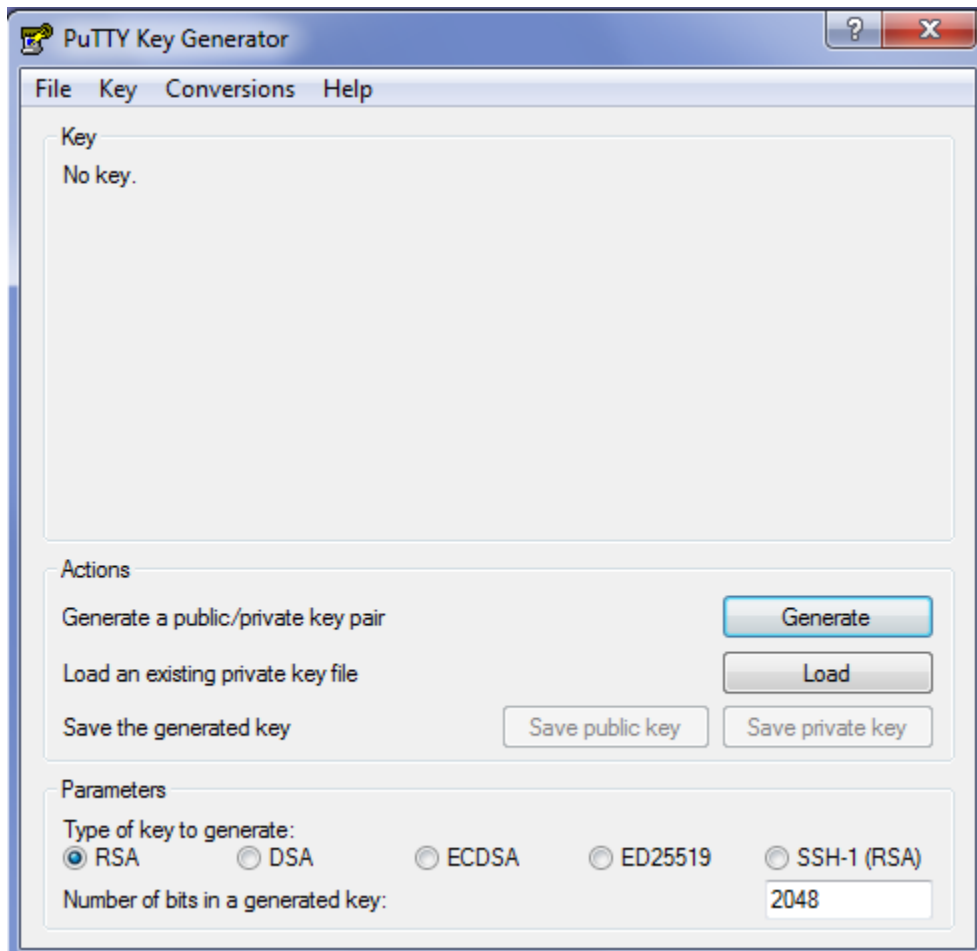 PuTTY Key Generator
File Key Conversions Help
Key
No key.
Actions
Generate a public/private key pair Generate
Load an existing private key file Load
Save the generated key Save public key Save private key
Parameters
Type of key to generate:
RSA DSA ECDSA ED25519 SSH-1 (RSA)
Number of bits in a generated key: 2048